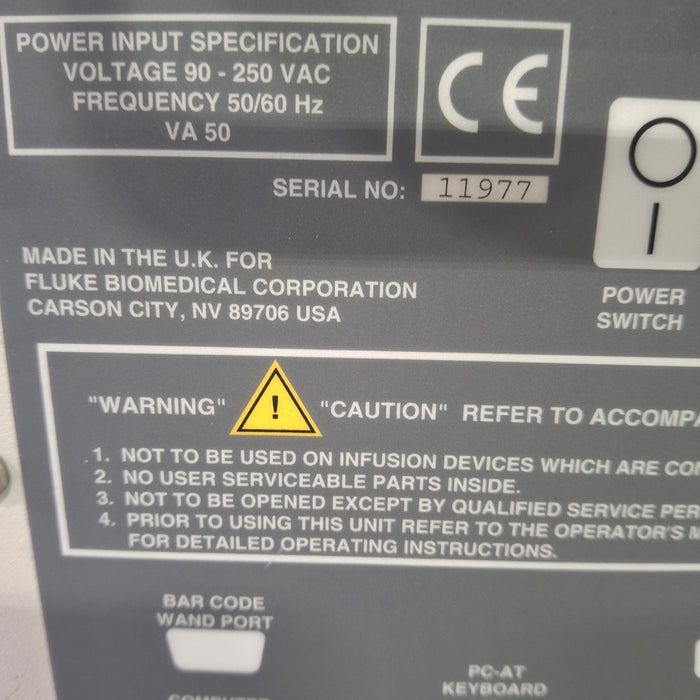 POWER INPUT SPECIFICATION
VOLTAGE 90 - 250 VAC
FREQUENCY 50/60 Hz
VA 50
CE
SERIAL NO: 11977
MADE IN THE U.K. FOR
FLUKE BIOMEDICAL CORPORATION
CARSON CITY, NV 89706 USA
POWER
SWITCH
"WARNING" ! "CAUTION" REFER TO
1. NOT TO BE USED ON INFUSION DEVICES WHICH ARE
2. NO USER SERVICEABLE PARTS INSIDE.
3. NOT TO BE OPENED EXCEPT BY QUALIFIED SERVICE
4. PRIOR TO USING THIS UNIT REFER TO THE OPERATOR'S
FOR DETAILED OPERATING INSTRUCTIONS.
BAR CODE
WAND PORT
PC-AT
KEYBOARD